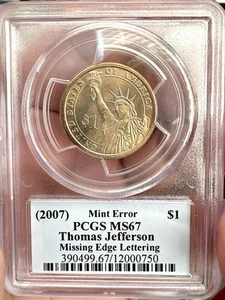 UNITED STATES OF AMERICA
$1
(2007) Mint Error $1
PCGS MS67
Thomas Jefferson
Missing Edge Lettering
390499.67/12000750